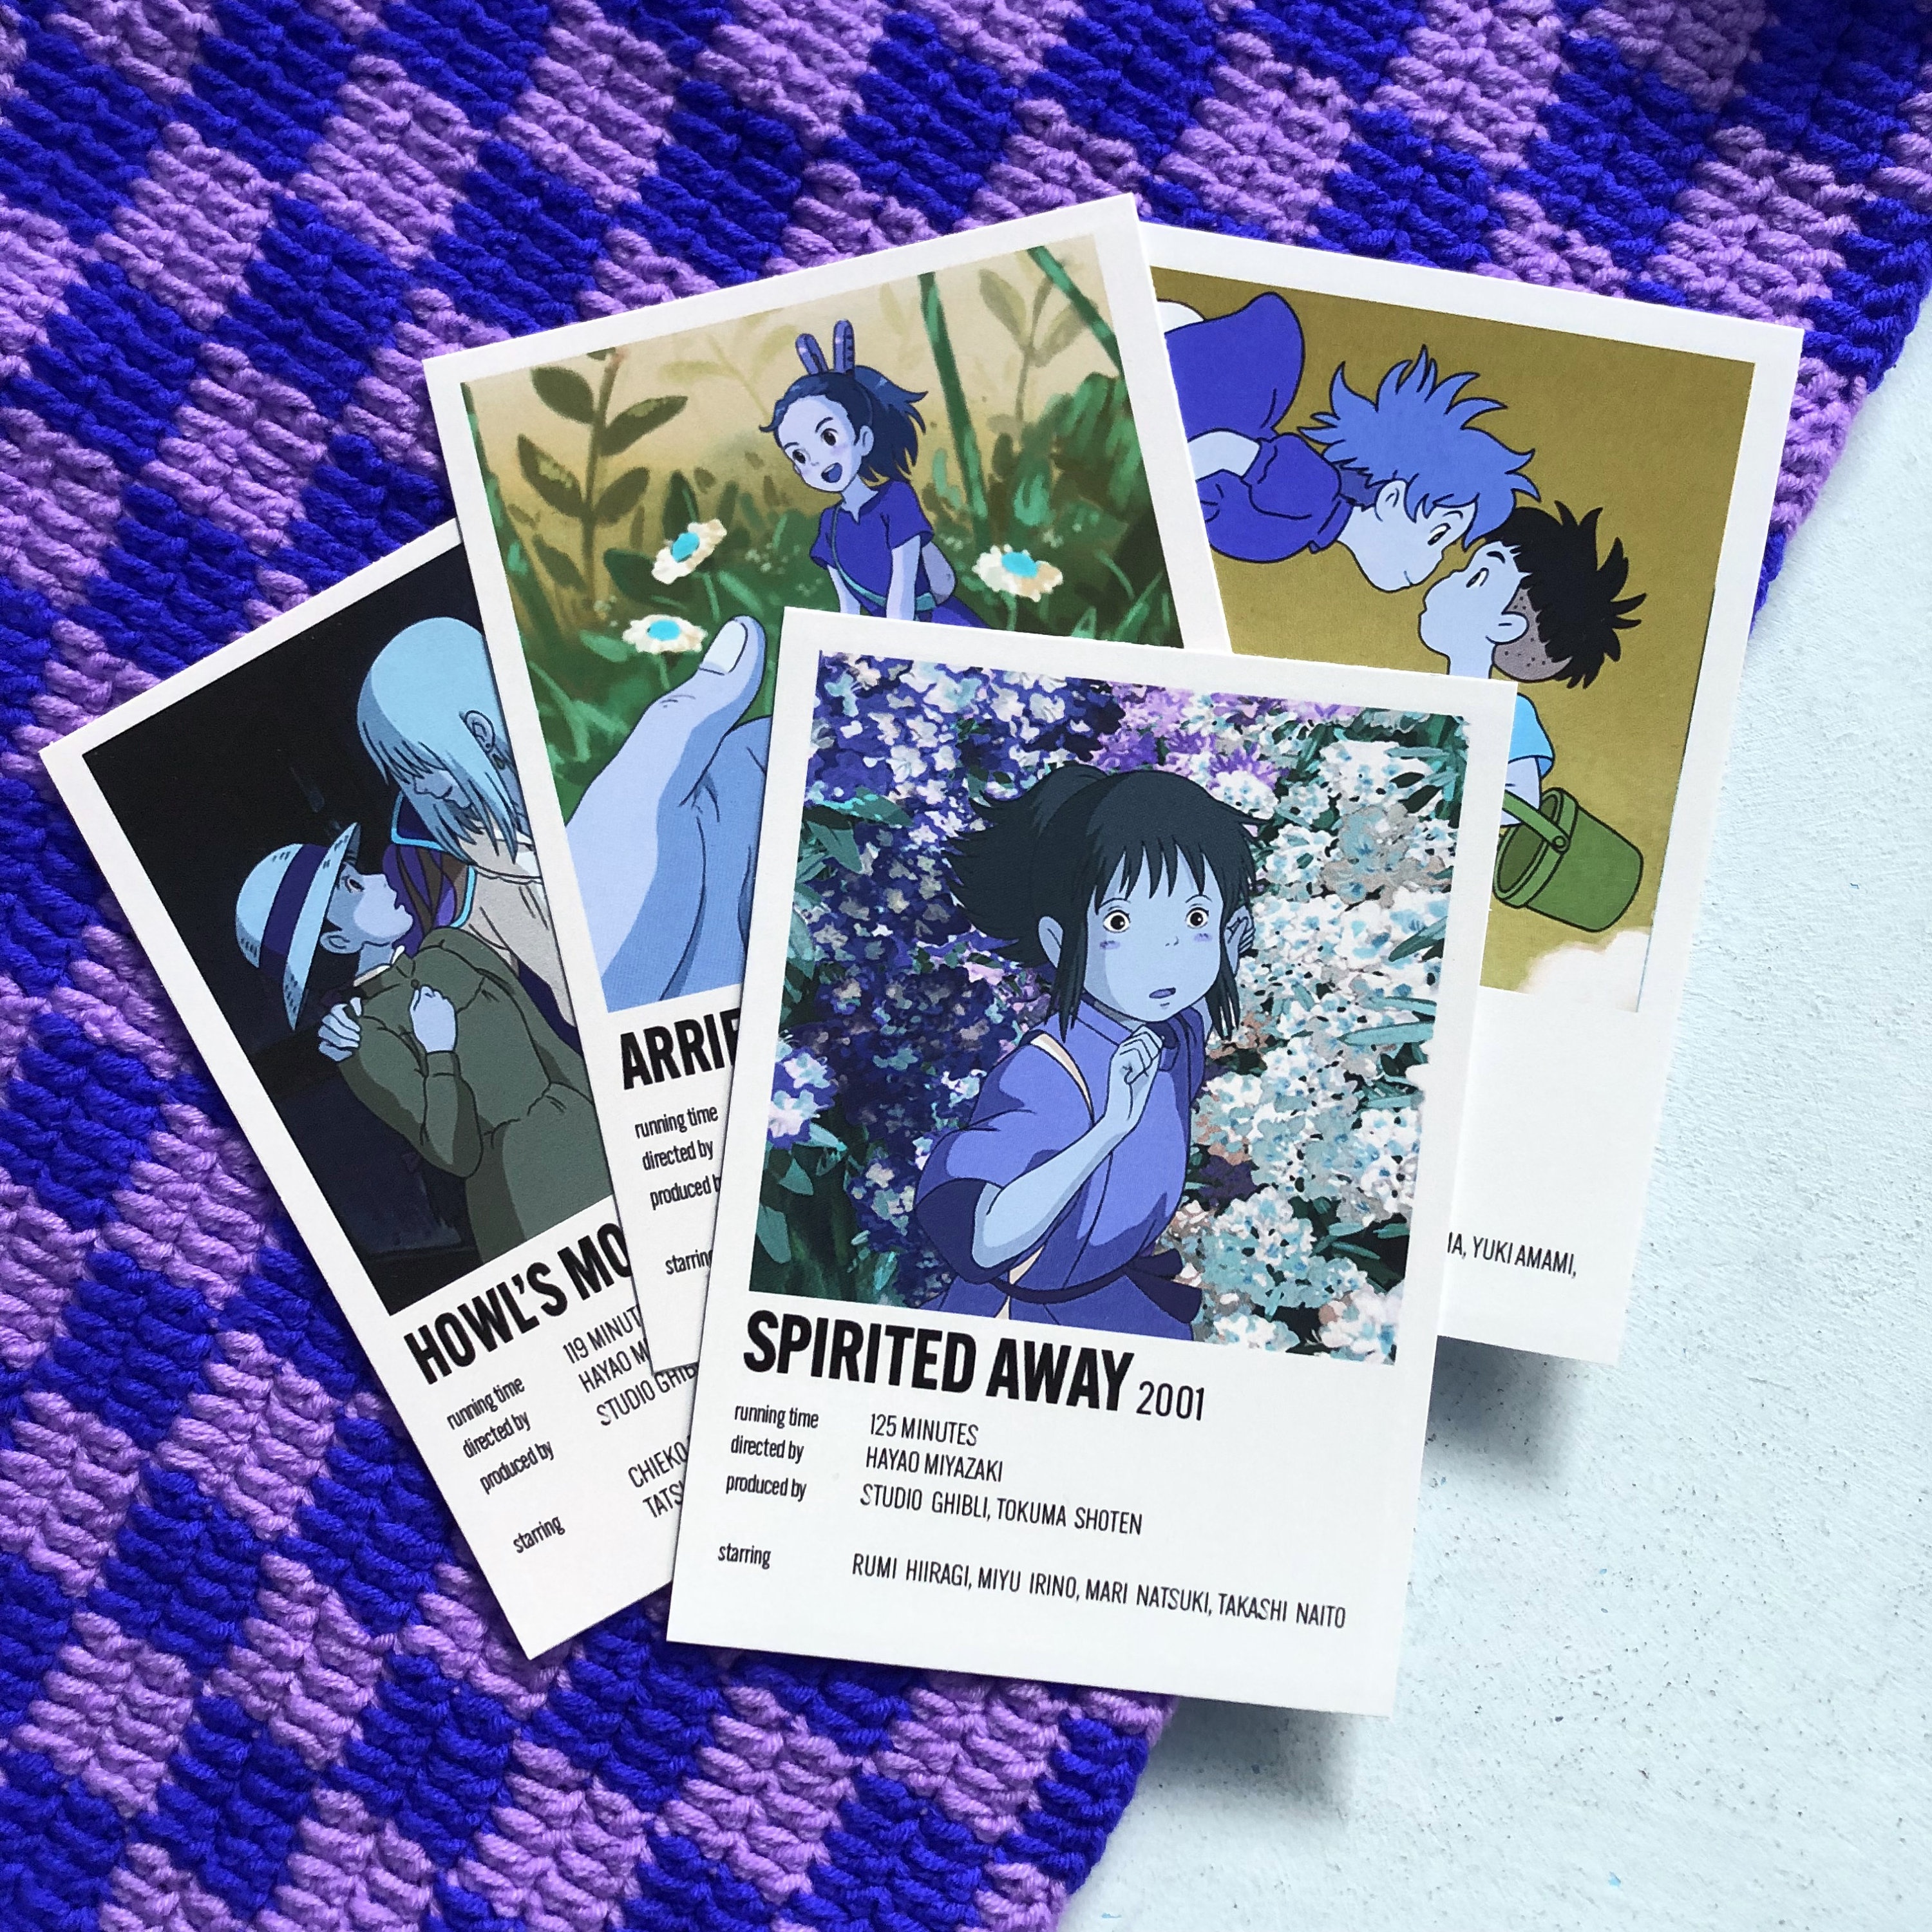 HOWL'S MO
running time 119 MINUT
directed by HAYAO M
produced by STUDIO GHIB
starring CHIEKO
TATSU
ARRIE
running time
directed by
produced b
starring
SPIRITED AWAY 2001
running time 125 MINUTES
directed by HAYAO MIYAZAKI
produced by STUDIO GHIBLI, TOKUMA SHOTEN
starring RUMI HIIRAGI, MIYU IRINO, MARI NATSUKI, TAKASHI NAITO
A, YUKI AMAMI,